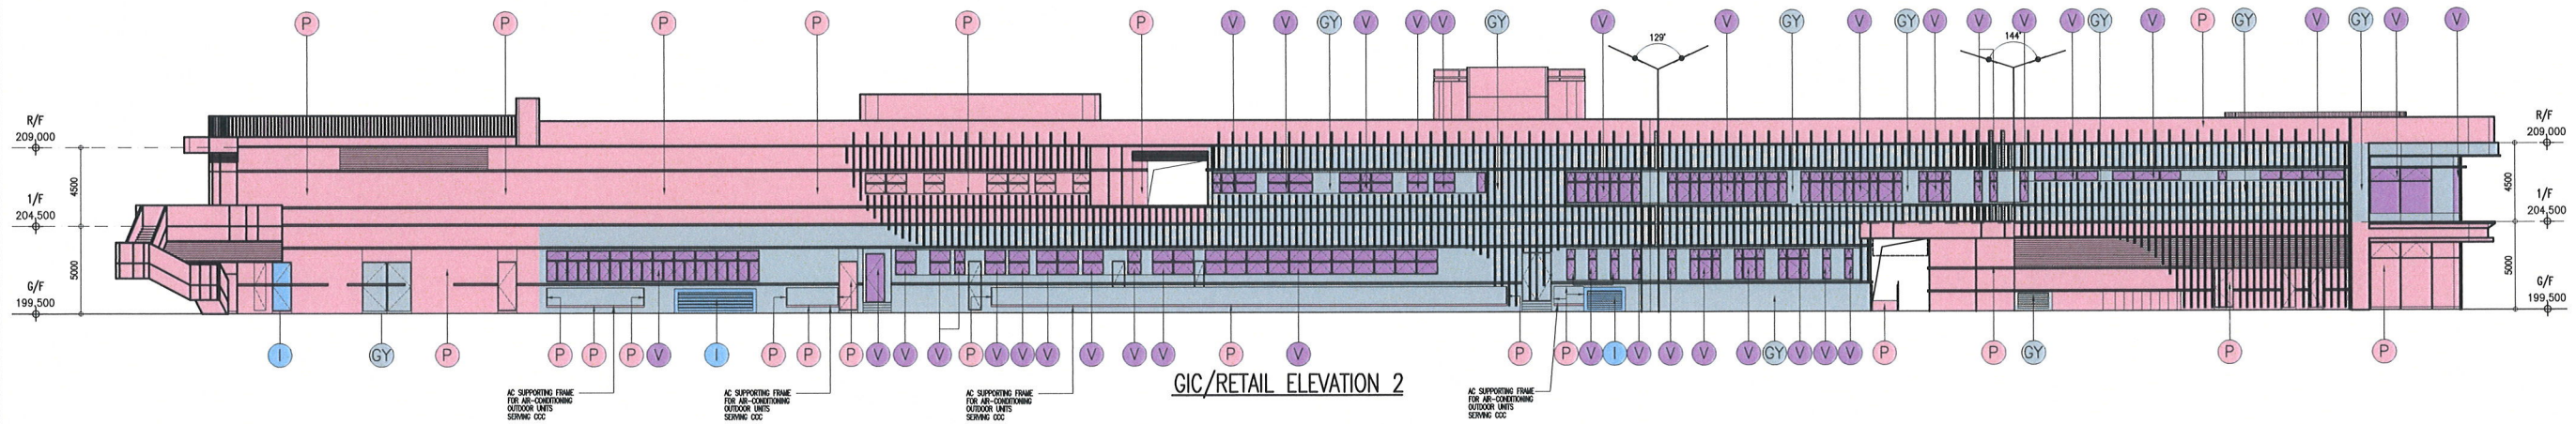 P P P P P P V V GY V V V GY V V GY V GY V V V V GY V P GY V GY V V
129°
144°
R/F
209,000
4500
1/F
204,500
5000
G/F
199,500
R/F
209,000
4500
1/F
204,500
5000
G/F
199,500
I GY P P P P V I P P P V V V P V V V V V V P V P P V I V V V V GY V V V P P GY P P
AC SUPPORTING FRAME
FOR AIR-CONDITIONING
OUTDOOR UNITS
SERVING CCC
AC SUPPORTING FRAME
FOR AIR-CONDITIONING
OUTDOOR UNITS
SERVING CCC
AC SUPPORTING FRAME
FOR AIR-CONDITIONING
OUTDOOR UNITS
SERVING CCC
GIC/RETAIL ELEVATION 2
AC SUPPORTING FRAME
FOR AIR-CONDITIONING
OUTDOOR UNITS
SERVING CCC